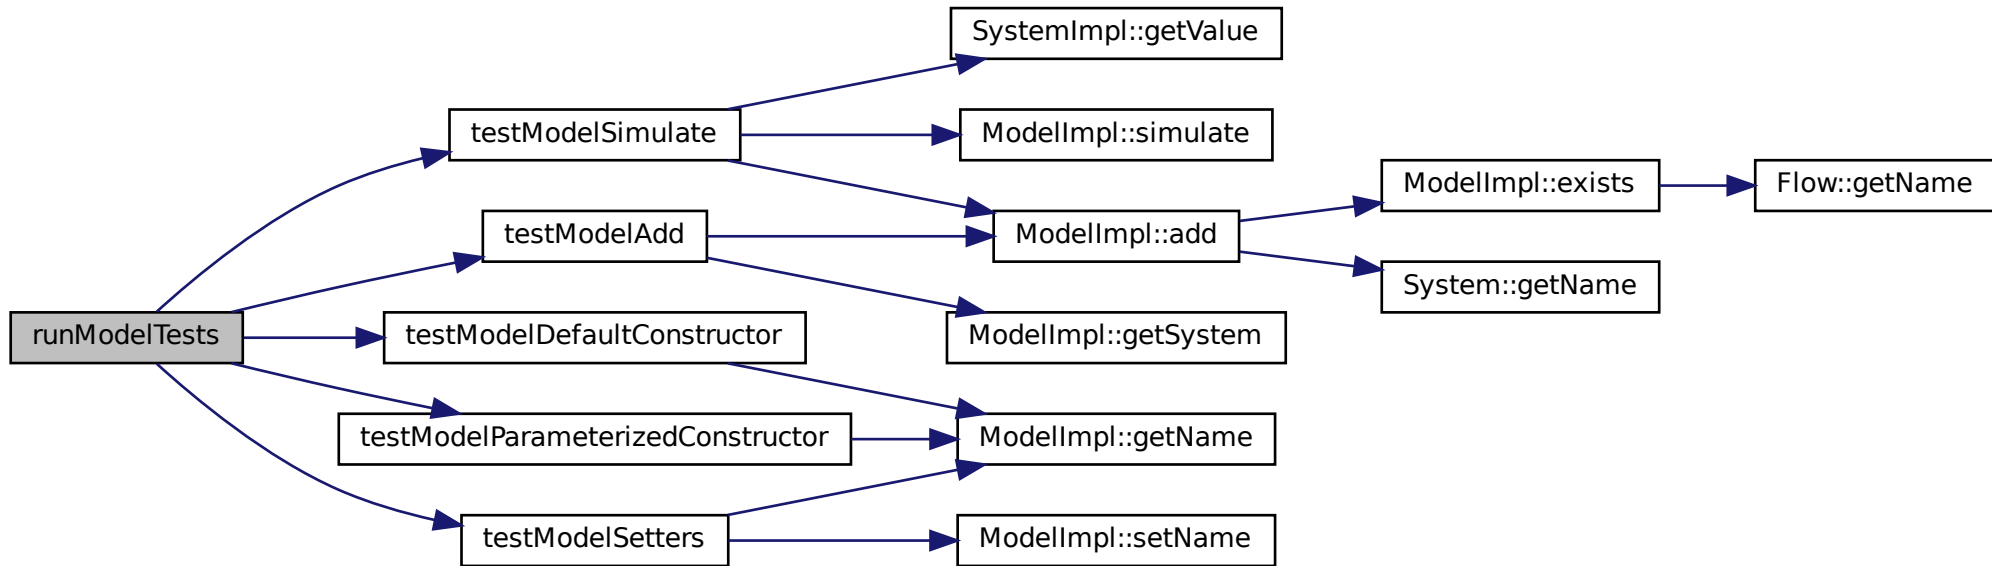 SystemImpl::getValue
testModelSimulate
ModelImpl::simulate
ModelImpl::exists
Flow::getName
testModelAdd
ModelImpl::add
System::getName
runModelTests
testModelDefaultConstructor
ModelImpl::getSystem
testModelParameterizedConstructor
ModelImpl::getName
testModelSetters
ModelImpl::setName